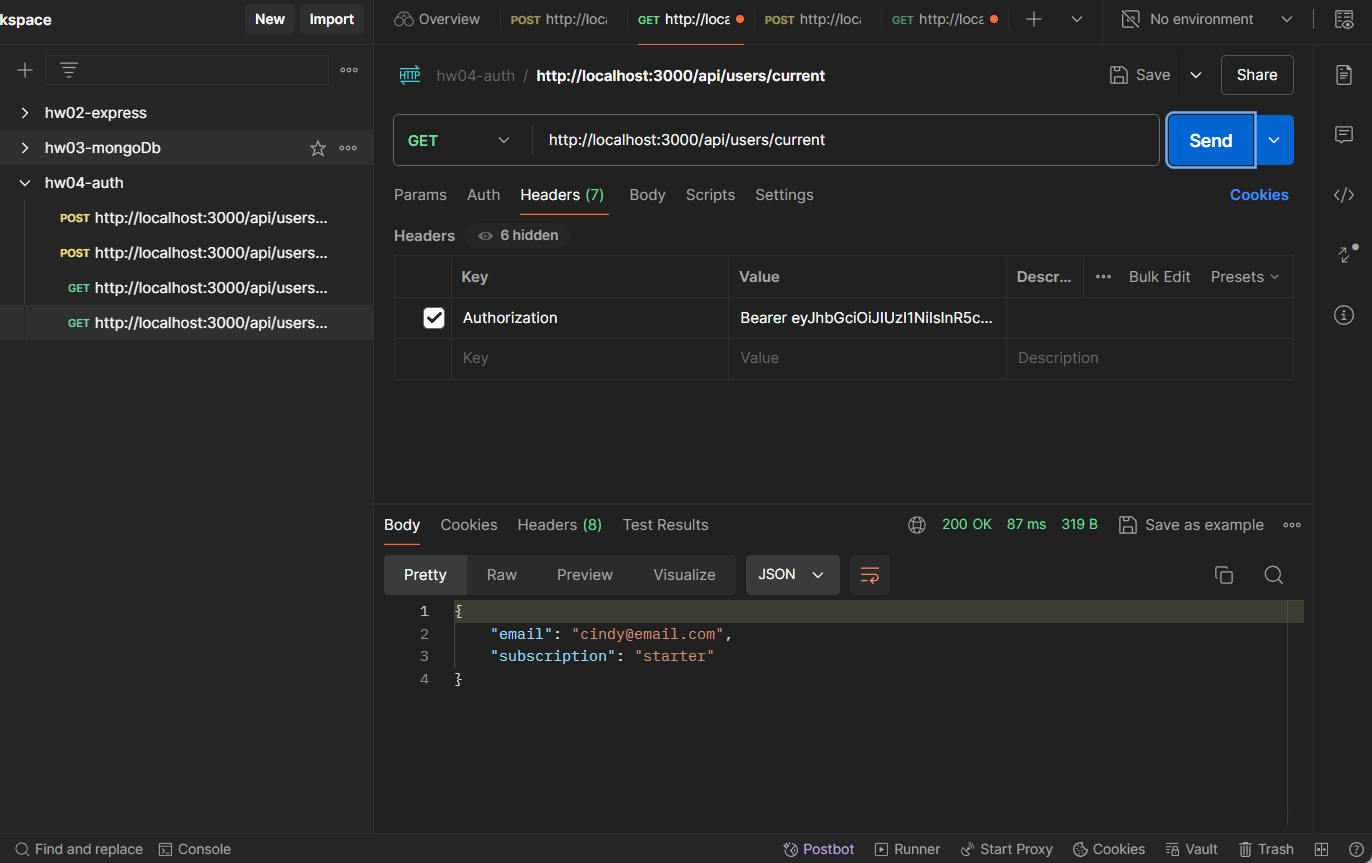 kspace
New
Import
Overview
POST http://loca
GET http://loca
POST http://loca
GET http://loca
No environment
hw02-express
hw03-mongoDb
hw04-auth
POST http://localhost:3000/api/users...
POST http://localhost:3000/api/users...
GET http://localhost:3000/api/users...
GET http://localhost:3000/api/users...
HTTP
hw04-auth / http://localhost:3000/api/users/current
Save
Share
GET
http://localhost:3000/api/users/current
Send
Params
Auth
Headers (7)
Body
Scripts
Settings
Cookies
Headers
6 hidden
Key
Value
Descr...
Bulk Edit
Presets
Authorization
Bearer eyJhbGciOiJIUzI1NiIsInR5c...
Key
Value
Description
Body
Cookies
Headers (8)
Test Results
200 OK
87 ms
319 B
Save as example
Pretty
Raw
Preview
Visualize
JSON
1 {
2 "email": "cindy@email.com",
3 "subscription": "starter"
4 }
Find and replace
Console
Postbot
Runner
Start Proxy
Cookies
Vault
Trash